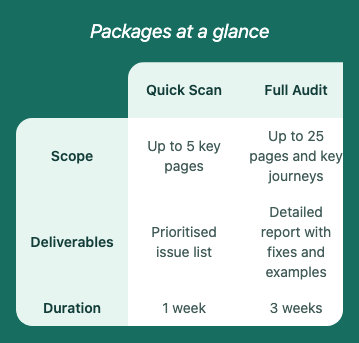 Packages at a glance
Quick Scan Full Audit
Scope Up to 5 key pages Up to 25 pages and key journeys
Deliverables Prioritised issue list Detailed report with fixes and examples
Duration 1 week 3 weeks